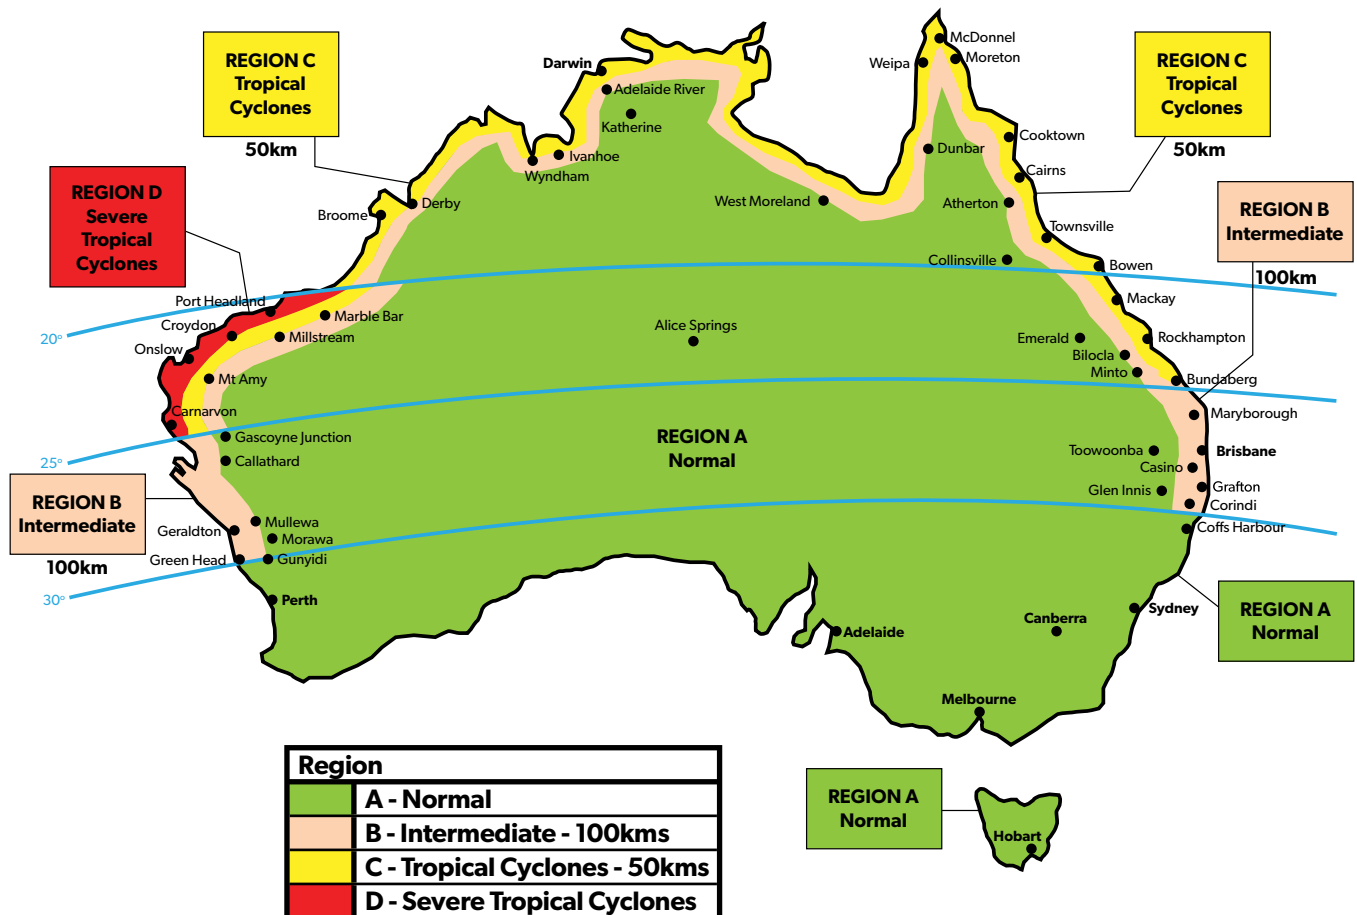 McDonnel
Moreton
Weipa
Darwin
REGION C
Tropical
Cyclones
50km
REGION C
Tropical
Cyclones
50km
Adelaide River
Katherine
Cooktown
Dunbar
Ivanhoe
Wyndham
Cairns
REGION D
Severe
Tropical
Cyclones
Broome
Derby
West Moreland
Atherton
REGION B
Intermediate
100km
Townsville
Collinsville
Bowen
Port Headland
Mackay
Croydon
Marble Bar
Alice Springs
20°
Millstream
Emerald
Rockhampton
Onslow
Bilocla
Minto
Mt Amy
Bundaberg
Carnarvon
Maryborough
Gascoyne Junction
REGION A
Normal
Toowoonba
Brisbane
25°
Callathard
Casino
REGION B
Intermediate
100km
Glen Innis
Grafton
Corindi
Mullewa
Geraldton
Coffs Harbour
Morawa
Green Head
Gunyidi
30°
Perth
Sydney
REGION A
Normal
Canberra
Adelaide
Melbourne
Region
A - Normal
B - Intermediate - 100kms
C - Tropical Cyclones - 50kms
D - Severe Tropical Cyclones
REGION A
Normal
Hobart